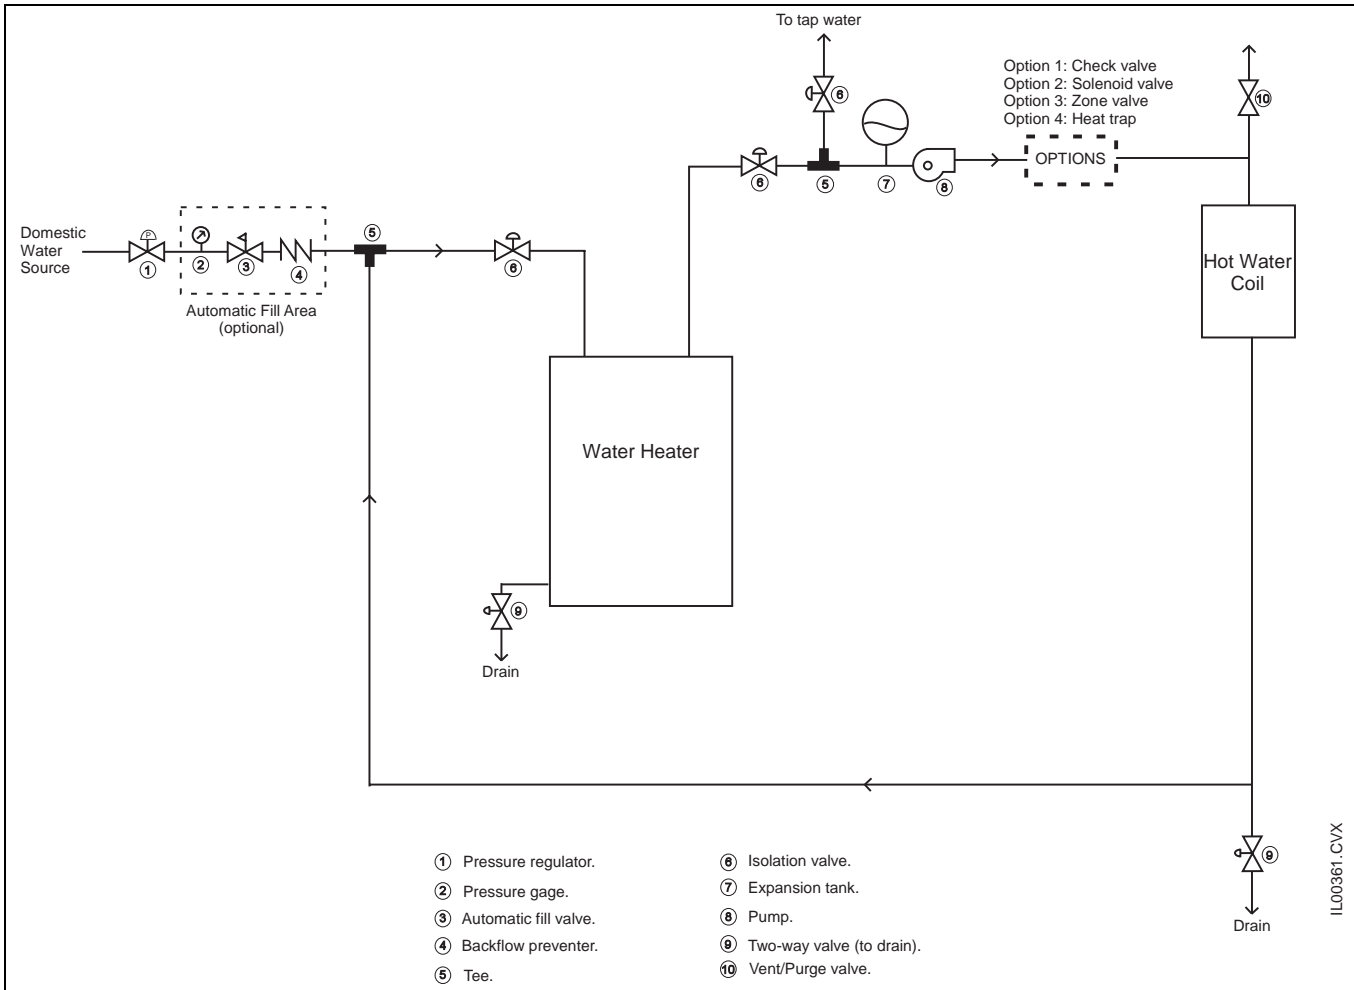 To tap water
6
Option 1: Check valve
Option 2: Solenoid valve
Option 3: Zone valve
Option 4: Heat trap
10
OPTIONS
6
5
7
8
Domestic
Water
Source
P
1
2
3
4
5
6
Automatic Fill Area
(optional)
Hot Water
Coil
Water Heater
9
Drain
1 Pressure regulator.
2 Pressure gage.
3 Automatic fill valve.
4 Backflow preventer.
5 Tee.
6 Isolation valve.
7 Expansion tank.
8 Pump.
9 Two-way valve (to drain).
10 Vent/Purge valve.
9
Drain
IL00361.CVX